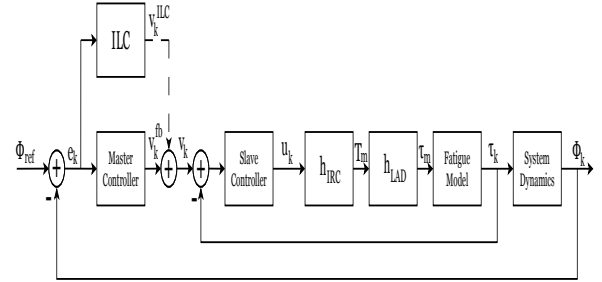 ILC
v_k^ILC
Φ_ref
+
-
e_k
Master
Controller
v_k^fb
+
v_k
+
-
Slave
Controller
u_k
h_IRC
T_m
h_LAD
τ_m
Fatigue
Model
τ_k
System
Dynamics
Φ_k